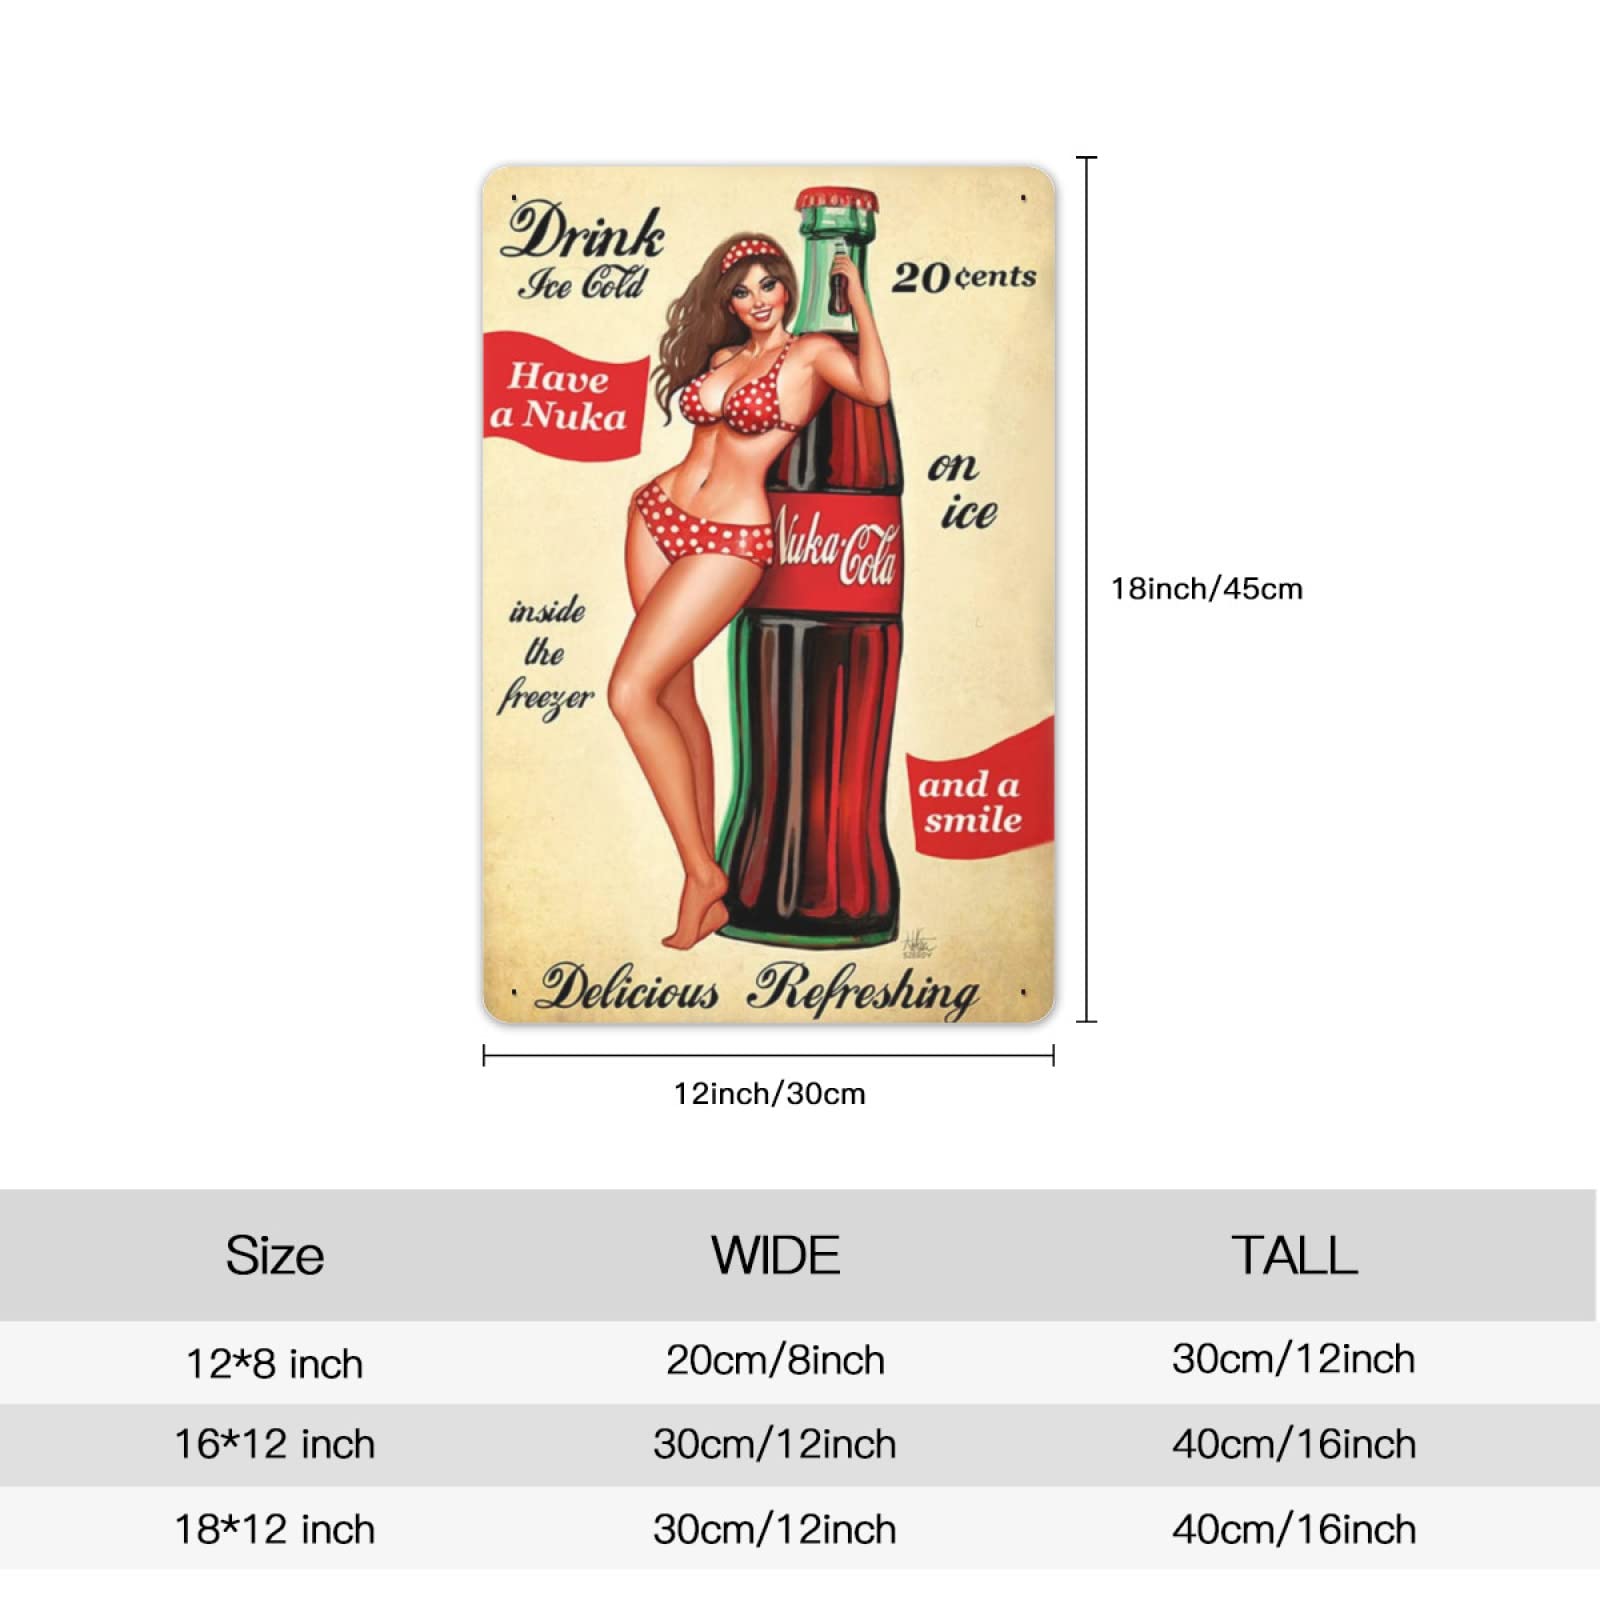 Drink
Ice Cold
20 ¢ents
Have
a Nuka
on
ice
Nuka-Cola
18inch/45cm
inside
the
freezer
and a
smile
SZERDY
Delicious Refreshing
12inch/30cm
Size WIDE TALL
12*8 inch 20cm/8inch 30cm/12inch
16*12 inch 30cm/12inch 40cm/16inch
18*12 inch 30cm/12inch 40cm/16inch